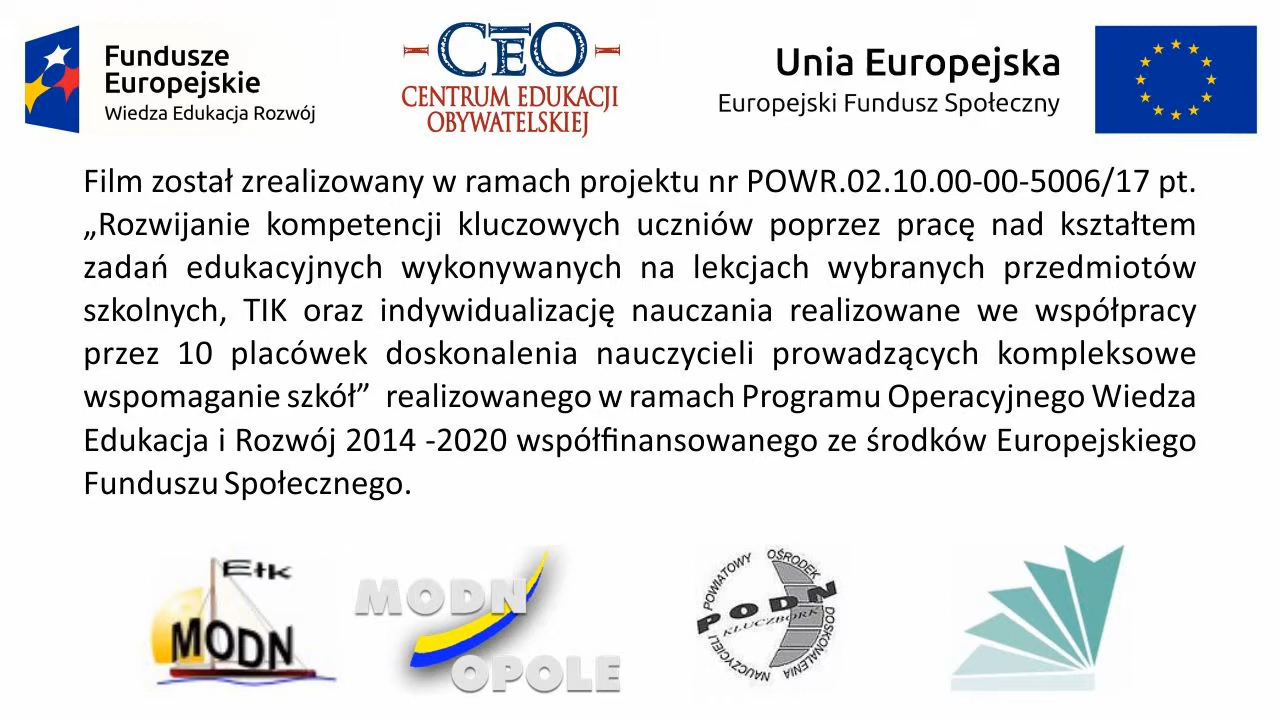 Fundusze
Europejskie
Wiedza Edukacja Rozwój
CEO
CENTRUM EDUKACJI
OBYWATELSKIEJ
Unia Europejska
Europejski Fundusz Społeczny
Film został zrealizowany w ramach projektu nr POWR.02.10.00-00-5006/17 pt.
„Rozwijanie kompetencji kluczowych uczniów poprzez pracę nad kształtem
zadań edukacyjnych wykonywanych na lekcjach wybranych przedmiotów
szkolnych, TIK oraz indywidualizację nauczania realizowane we współpracy
przez 10 placówek doskonalenia nauczycieli prowadzących kompleksowe
wspomaganie szkół” realizowanego w ramach Programu Operacyjnego Wiedza
Edukacja i Rozwój 2014 -2020 współfinansowanego ze środków Europejskiego
Funduszu Społecznego.
Ełk
MODN
MODN
OPOLE
POWIATOWY OŚRODEK
DOSKONALENIA
NAUCZYCIELI
PODN
KLUCZBORK